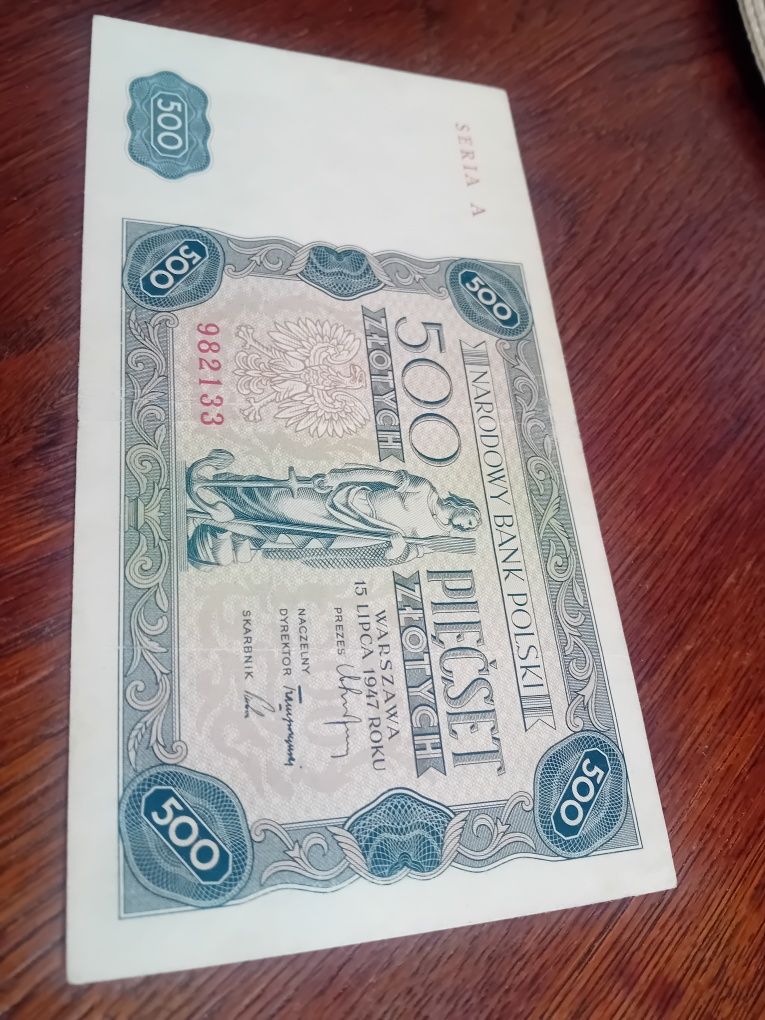 SERIA A
500
500
500
NARODOWY BANK POLSKI
500
ZŁOTYCH
PIĘĆSET
ZŁOTYCH
982133
WARSZAWA
15 LIPCA 1947 ROKU
PREZES
NACZELNY
DYREKTOR
SKARBNIK
500
500